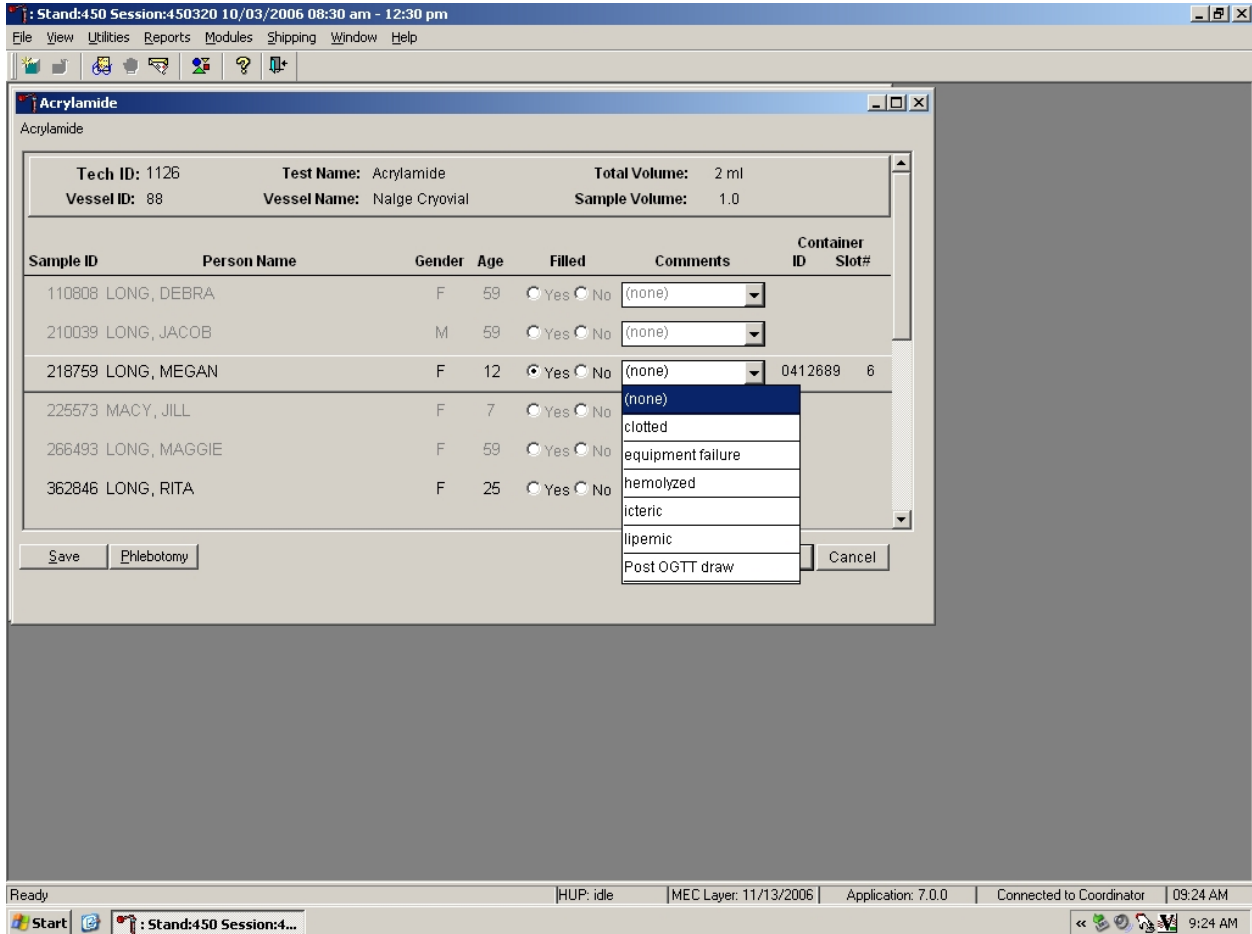 : Stand:450 Session:450320 10/03/2006 08:30 am - 12:30 pm
File View Utilities Reports Modules Shipping Window Help
Acrylamide
Acrylamide
Tech ID: 1126 Test Name: Acrylamide Total Volume: 2 ml
Vessel ID: 88 Vessel Name: Nalge Cryovial Sample Volume: 1.0
Container
Sample ID Person Name Gender Age Filled Comments ID Slot#
110808 LONG, DEBRA F 59 Yes No (none)
210039 LONG, JACOB M 59 Yes No (none)
218759 LONG, MEGAN F 12 Yes No (none) 0412689 6
(none)
225573 MACY, JILL F 7 Yes No
clotted
266493 LONG, MAGGIE F 59 Yes No
equipment failure
362846 LONG, RITA F 25 Yes No
hemolyzed
icteric
lipemic
Post OGTT draw
Save Phlebotomy Cancel
Ready HUP: idle MEC Layer: 11/13/2006 Application: 7.0.0 Connected to Coordinator 09:24 AM
Start : Stand:450 Session:4... « 9:24 AM